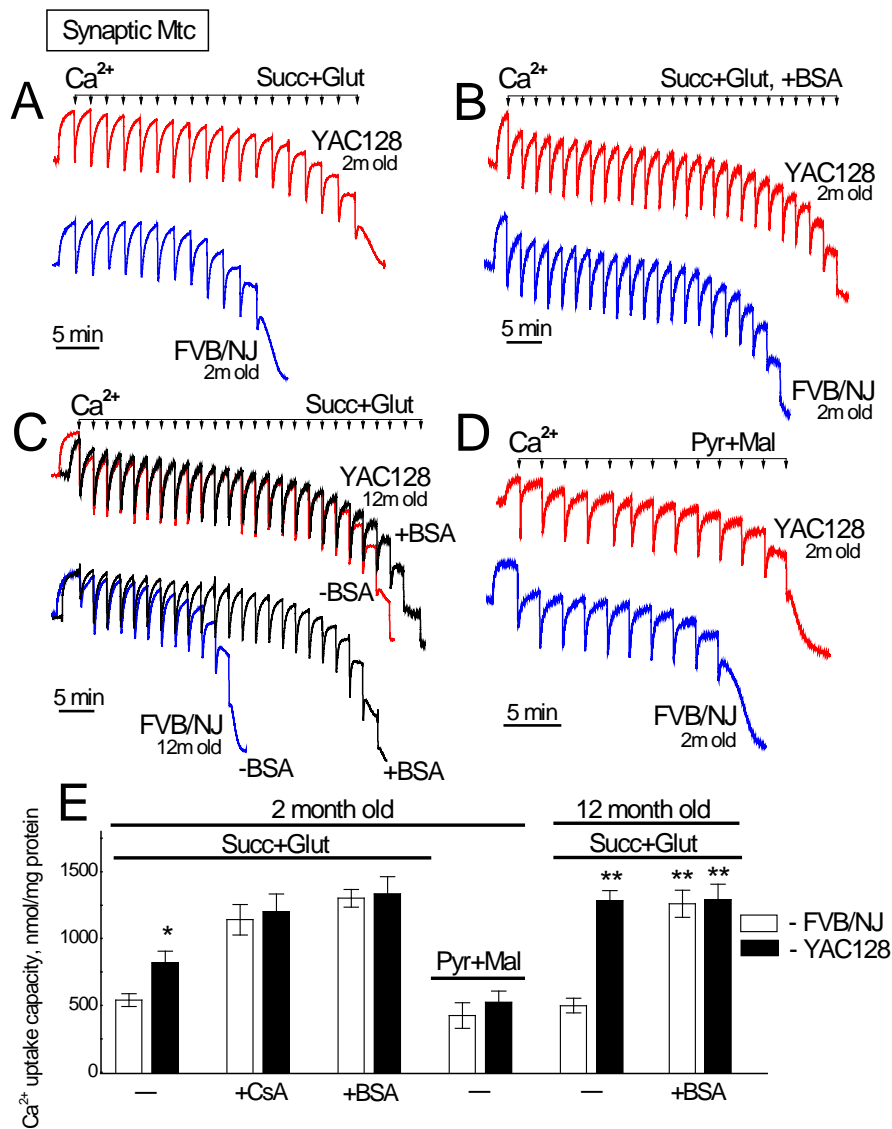 Synaptic Mtc
A
Ca²⁺
Succ+Glut
YAC128
2m old
5 min
FVB/NJ
2m old
B
Ca²⁺
Succ+Glut, +BSA
YAC128
2m old
5 min
FVB/NJ
2m old
C
Ca²⁺
Succ+Glut
YAC128
12m old
+BSA
-BSA
5 min
FVB/NJ
12m old
-BSA
+BSA
D
Ca²⁺
Pyr+Mal
YAC128
2m old
5 min
FVB/NJ
2m old
E
2 month old
12 month old
Succ+Glut
Succ+Glut
Pyr+Mal
Ca²⁺ uptake capacity, nmol/mg protein
1500
1000
500
0
*
**
**
**
- FVB/NJ
- YAC128
—
+CsA
+BSA
—
—
+BSA